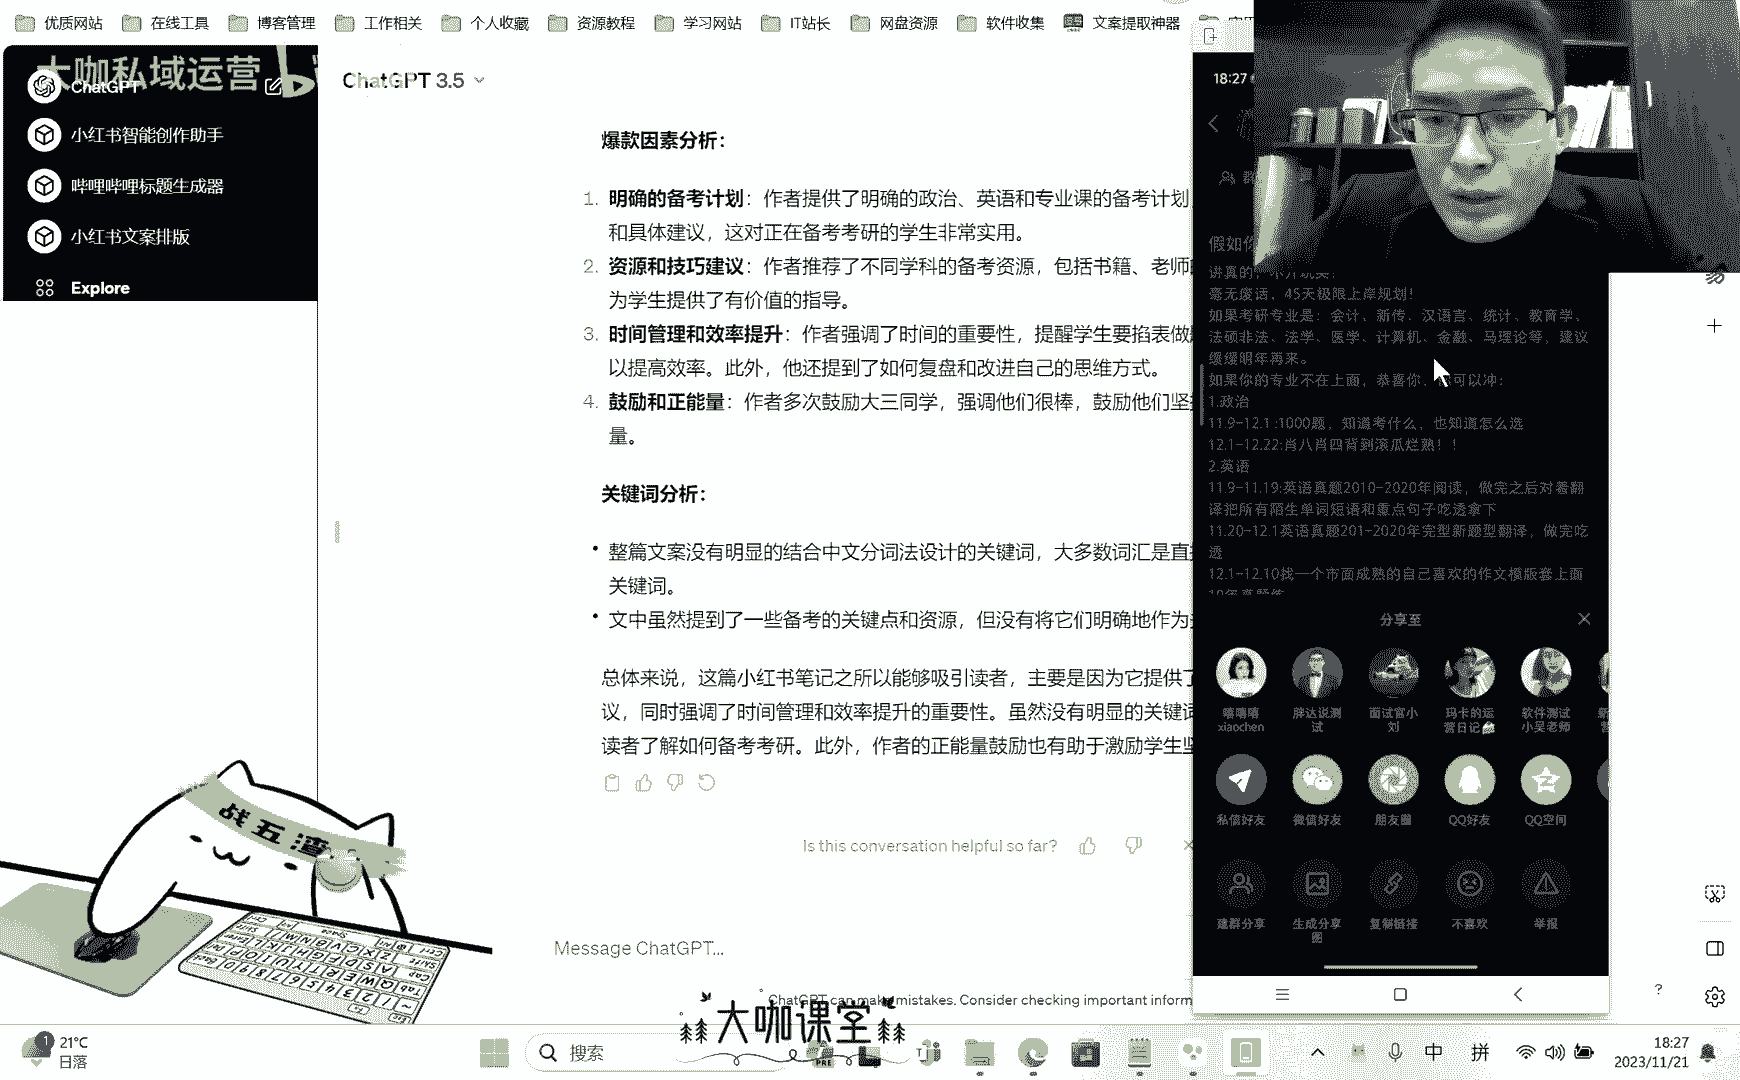 优质网站
在线工具
博客管理
工作相关
个人收藏
资源教程
学习网站
IT站长
网盘资源
软件收集
文案提取神器
大咖私域运营
ChatGPT
小红书智能创作助手
哔哩哔哩标题生成器
小红书文案排版
Explore
ChatGPT 3.5
爆款因素分析：
1. 明确的备考计划：作者提供了明确的政治、英语和专业课的备考计划
和具体建议，这对正在备考考研的学生非常实用。
2. 资源和技巧建议：作者推荐了不同学科的备考资源，包括书籍、老师
为学生提供了有价值的指导。
3. 时间管理和效率提升：作者强调了时间的重要性，提醒学生要掐表做
以提高效率。此外，他还提到了如何复盘和改进自己的思维方式。
4. 鼓励和正能量：作者多次鼓励大三同学，强调他们很棒，鼓励他们坚
量。
关键词分析：
• 整篇文案没有明显的结合中文分词法设计的关键词，大多数词汇是直
关键词。
• 文中虽然提到了一些备考的关键点和资源，但没有将它们明确地作为
总体来说，这篇小红书笔记之所以能够吸引读者，主要是因为它提供了
议，同时强调了时间管理和效率提升的重要性。虽然没有明显的关键词
读者了解如何备考考研。此外，作者的正能量鼓励也有助于激励学生坚
Is this conversation helpful so far?
Message ChatGPT...
ChatGPT can make mistakes. Consider checking important inform
18:27
假如你
讲真的，不开玩笑！
毫无废话，45天极限上岸规划！
如果考研专业是：会计、新传、汉语言、统计、教育学、
法硕非法、法学、医学、计算机、金融、马理论等，建议
缓缓明年再来。
如果你的专业不在上面，恭喜你，你可以冲：
1.政治
11.9-12.1:1000题，知道考什么，也知道怎么选
12.1-12.22:肖八肖四背到滚瓜烂熟！！
2.英语
11.9-11.19:英语真题2010-2020年阅读，做完之后对着翻
译把所有陌生单词短语和重点句子吃透拿下
11.20-12.1英语真题201-2020年完型新题型翻译，做完吃
透
12.1-12.10找一个市面成熟的自己喜欢的作文模版套上面
分享至
嘻嘻嘻
xiaochen
胖达说测
试
面试官小
刘
玛卡的运
营日记
软件测试
小吴老师
私信好友
微信好友
朋友圈
QQ好友
QQ空间
建群分享
生成分享
图
复制链接
不喜欢
举报
战五渣
大咖课堂
21°C
日落
搜索
中
拼
18:27
2023/11/21